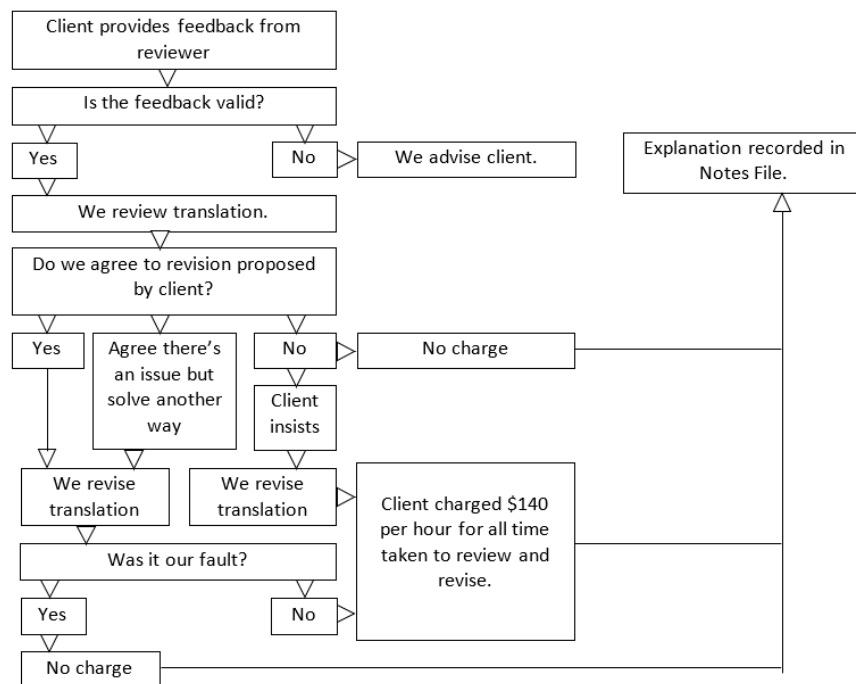 Client provides feedback from
reviewer
Is the feedback valid?
Yes
No
We advise client.
Explanation recorded in
Notes File.
We review translation.
Do we agree to revision proposed
by client?
Yes
Agree there's
an issue but
solve another
way
No
No charge
Client
insists
We revise
translation
We revise
translation
Client charged $140
per hour for all time
taken to review and
revise.
Was it our fault?
Yes
No
No charge